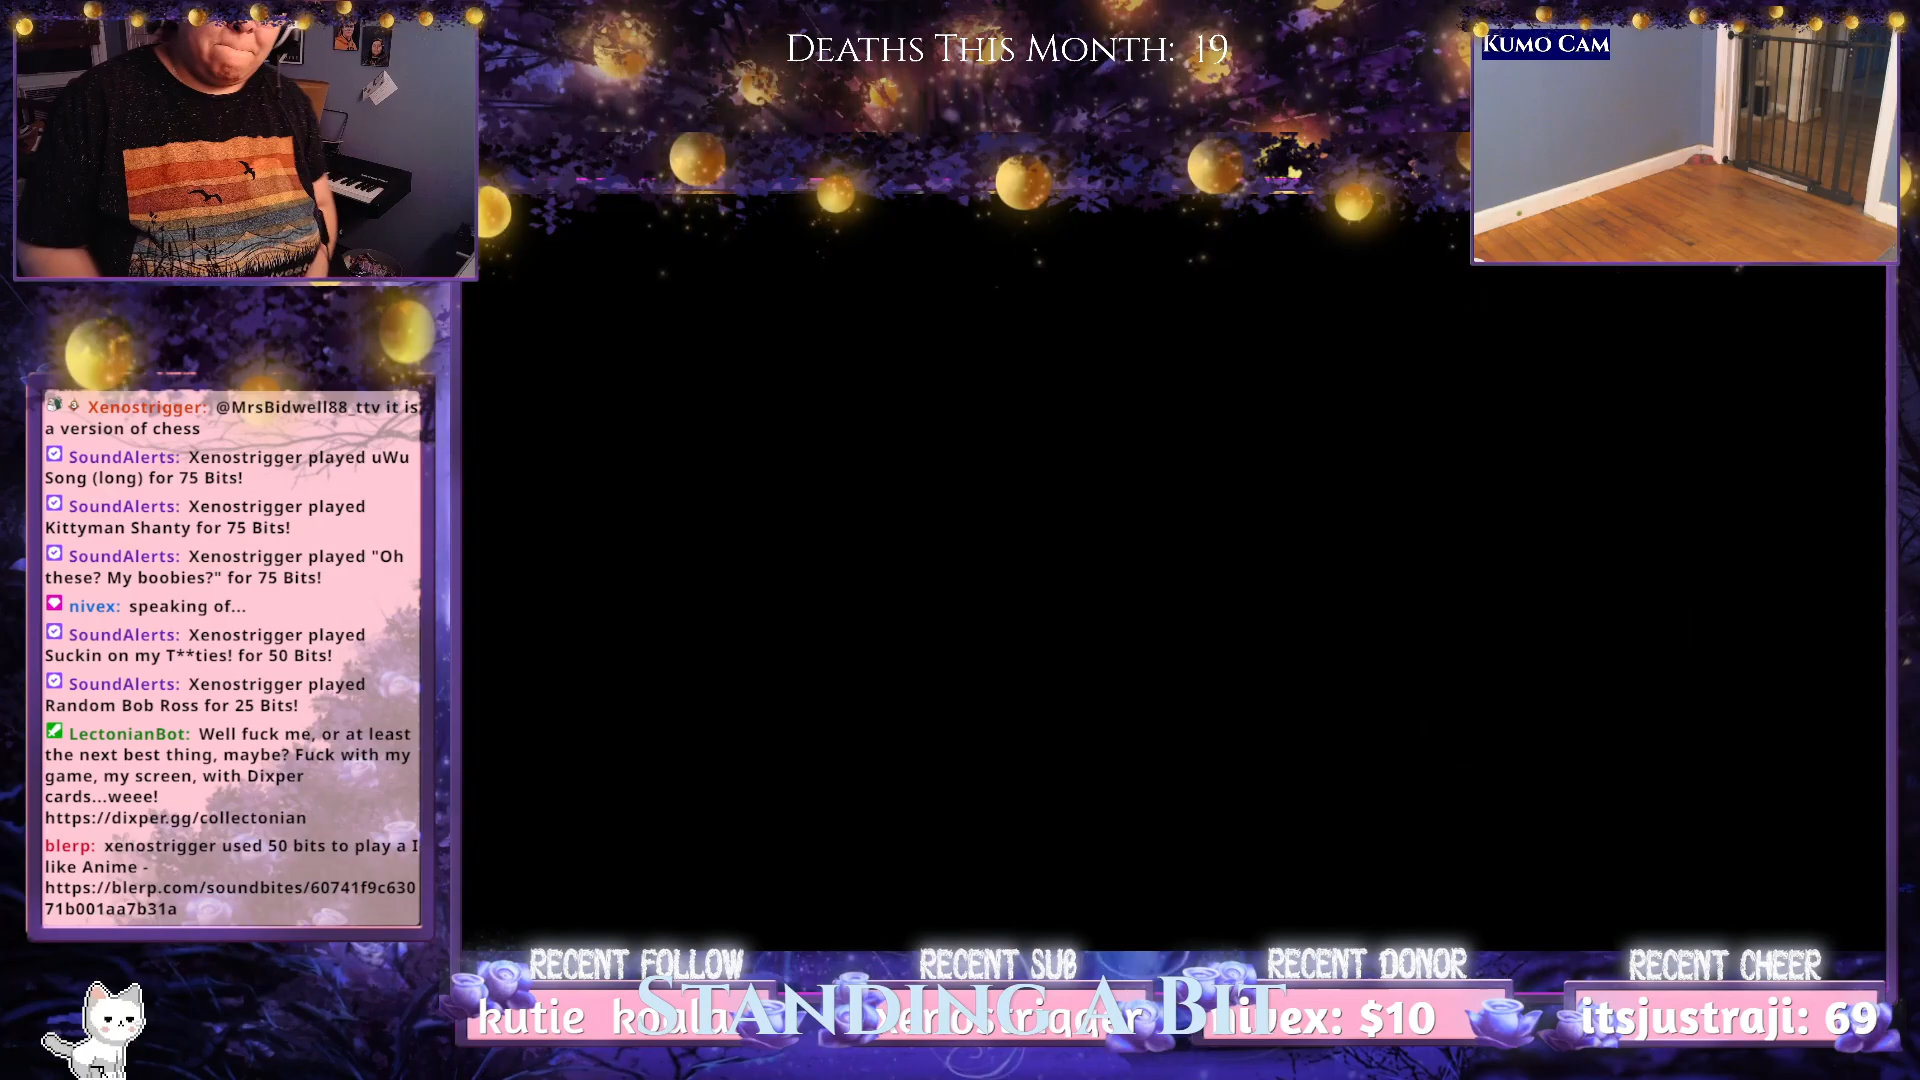 DEATHS THIS MONTH: 19
KUMO CAM
Xenostrigger: @MrsBidwell88_ttv it is
a version of chess
SoundAlerts: Xenostrigger played uWu
Song (long) for 75 Bits!
SoundAlerts: Xenostrigger played
Kittyman Shanty for 75 Bits!
SoundAlerts: Xenostrigger played "Oh
these? My boobies?" for 75 Bits!
nivex: speaking of...
SoundAlerts: Xenostrigger played
Suckin on my T**ties! for 50 Bits!
SoundAlerts: Xenostrigger played
Random Bob Ross for 25 Bits!
LectonianBot: Well fuck me, or at least
the next best thing, maybe? Fuck with my
game, my screen, with Dixper
cards...weee!
https://dixper.gg/collectonian
blerp: xenostrigger used 50 bits to play a I
like Anime -
https://blerp.com/soundbites/60741f9c630
71b001aa7b31a
RECENT FOLLOW
kutie koala
RECENT SUB
xenostrigger
RECENT DONOR
nivex: $10
RECENT CHEER
itsjustraji: 69
STANDING A BIT